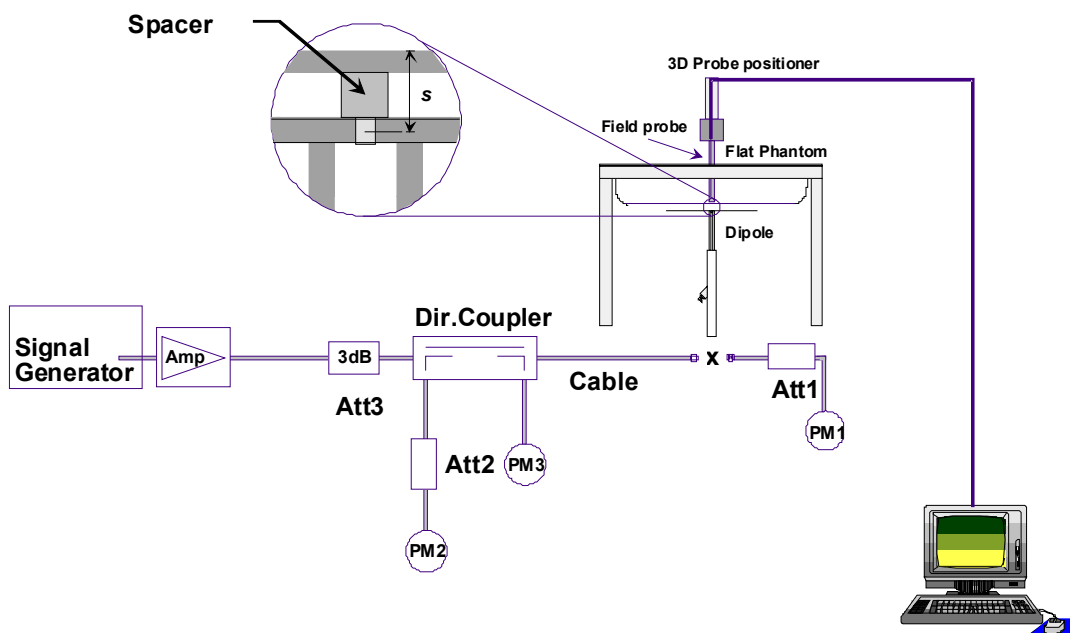 Spacer
s
3D Probe positioner
Field probe
Flat Phantom
Dipole
Dir.Coupler
Signal
Generator
Amp
3dB
Att3
Cable
x
Att1
PM1
Att2
PM3
PM2